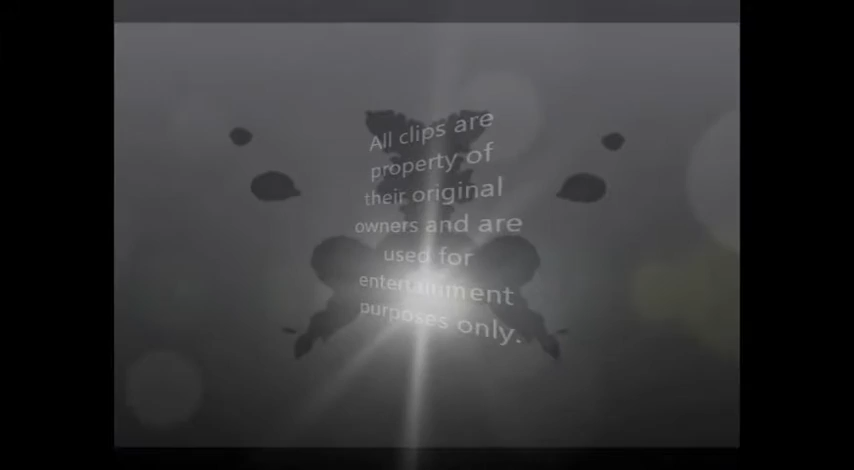 All clips are
property of
their original
owners and are
used for
entertainment
purposes only.